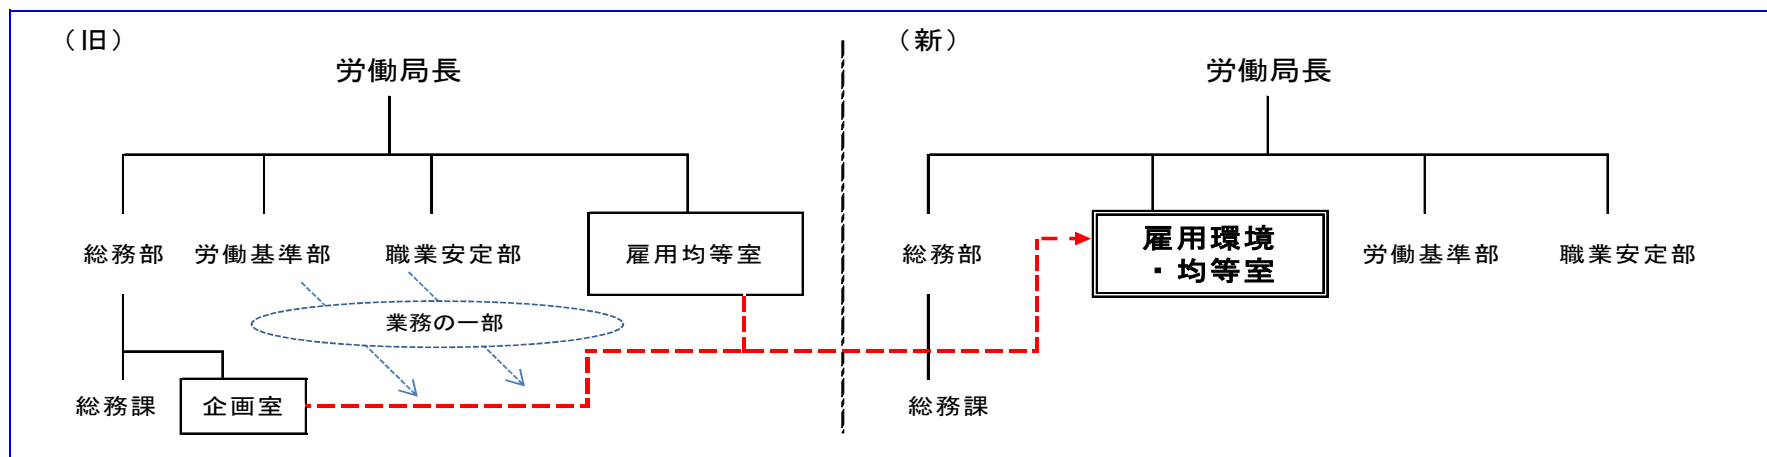 （旧）
労働局長
総務部
労働基準部
職業安定部
雇用均等室
業務の一部
総務課
企画室
（新）
労働局長
総務部
雇用環境
・均等室
労働基準部
職業安定部
総務課